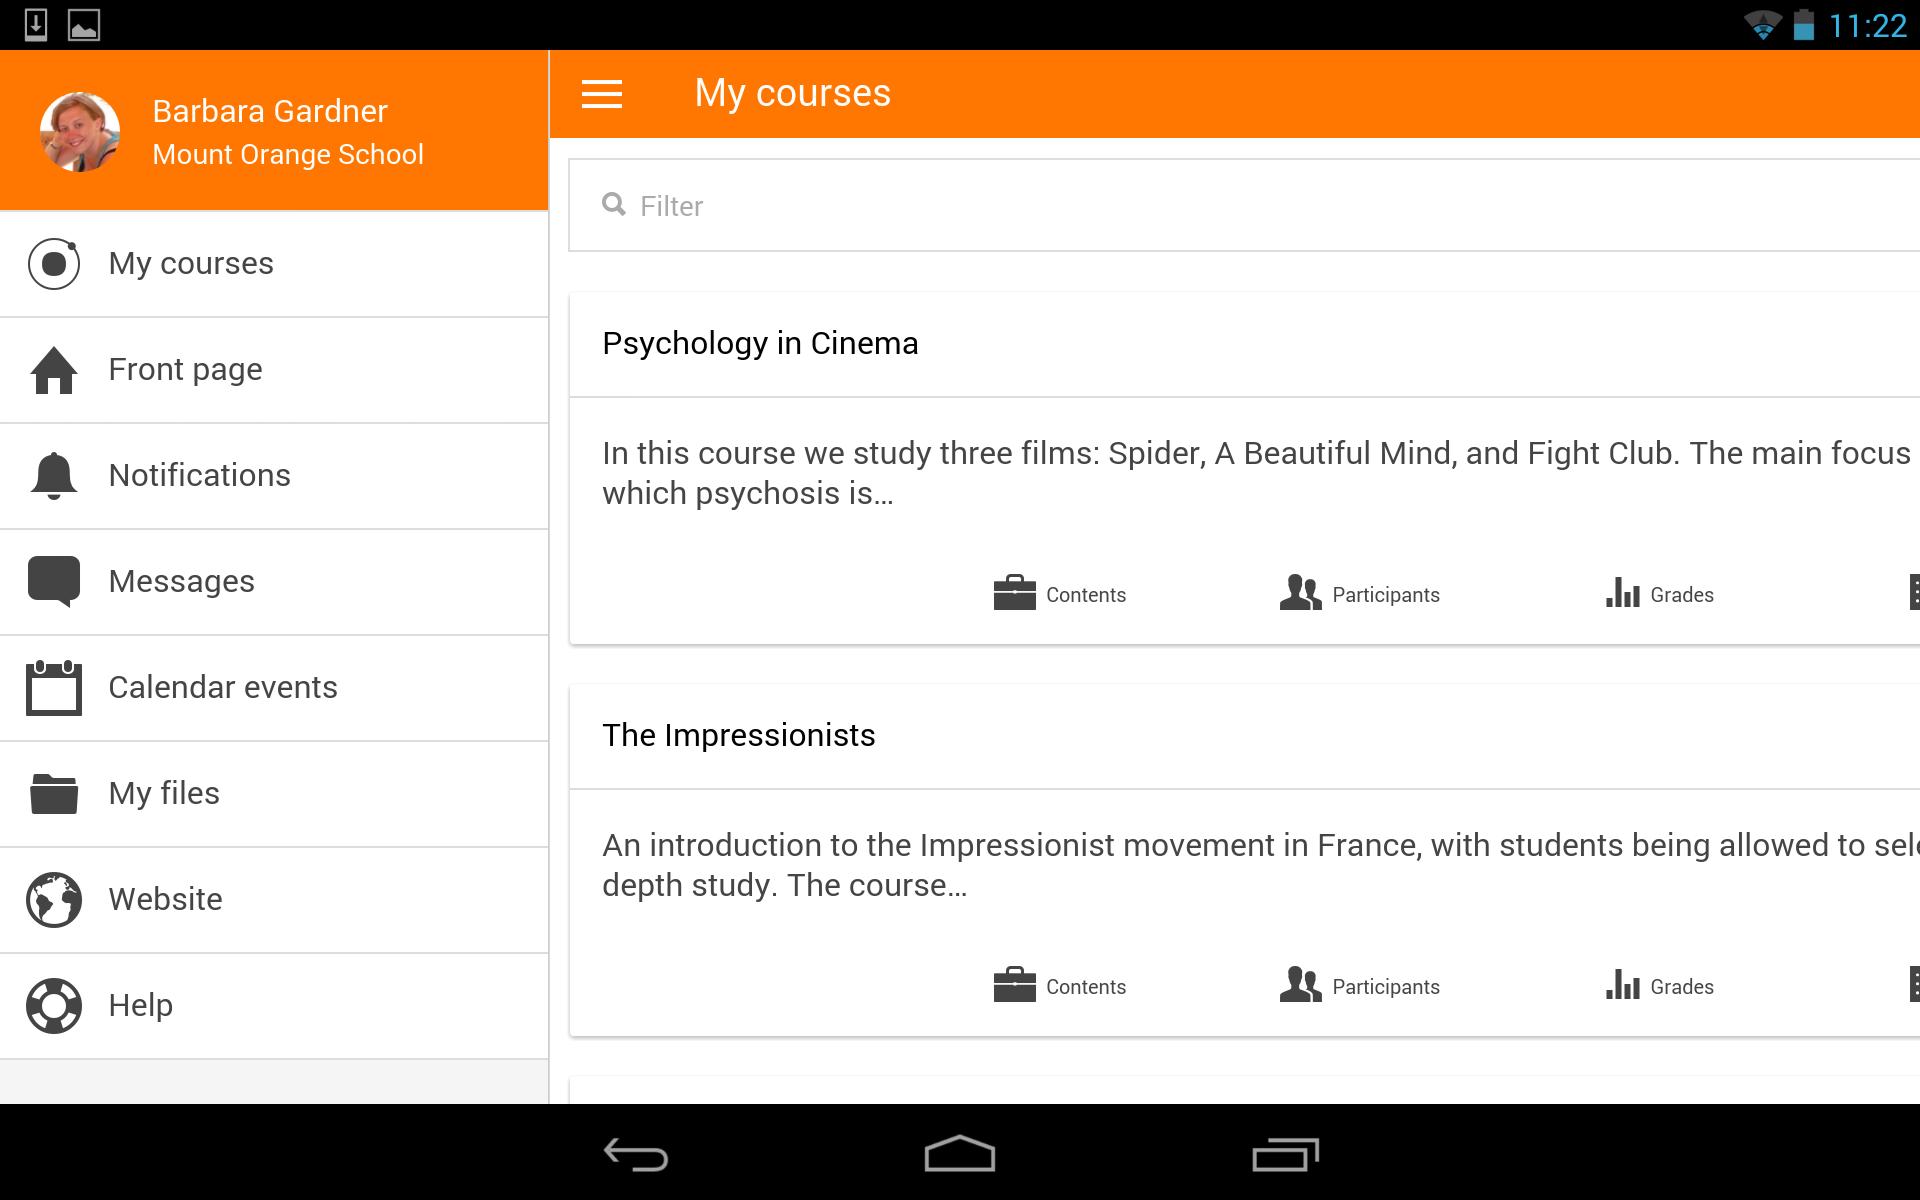 11:22
Barbara Gardner
Mount Orange School
My courses
Front page
Notifications
Messages
Calendar events
My files
Website
Help
My courses
Filter
Psychology in Cinema
In this course we study three films: Spider, A Beautiful Mind, and Fight Club. The main focus
which psychosis is...
Contents
Participants
Grades
The Impressionists
An introduction to the Impressionist movement in France, with students being allowed to
depth study. The course...
Contents
Participants
Grades